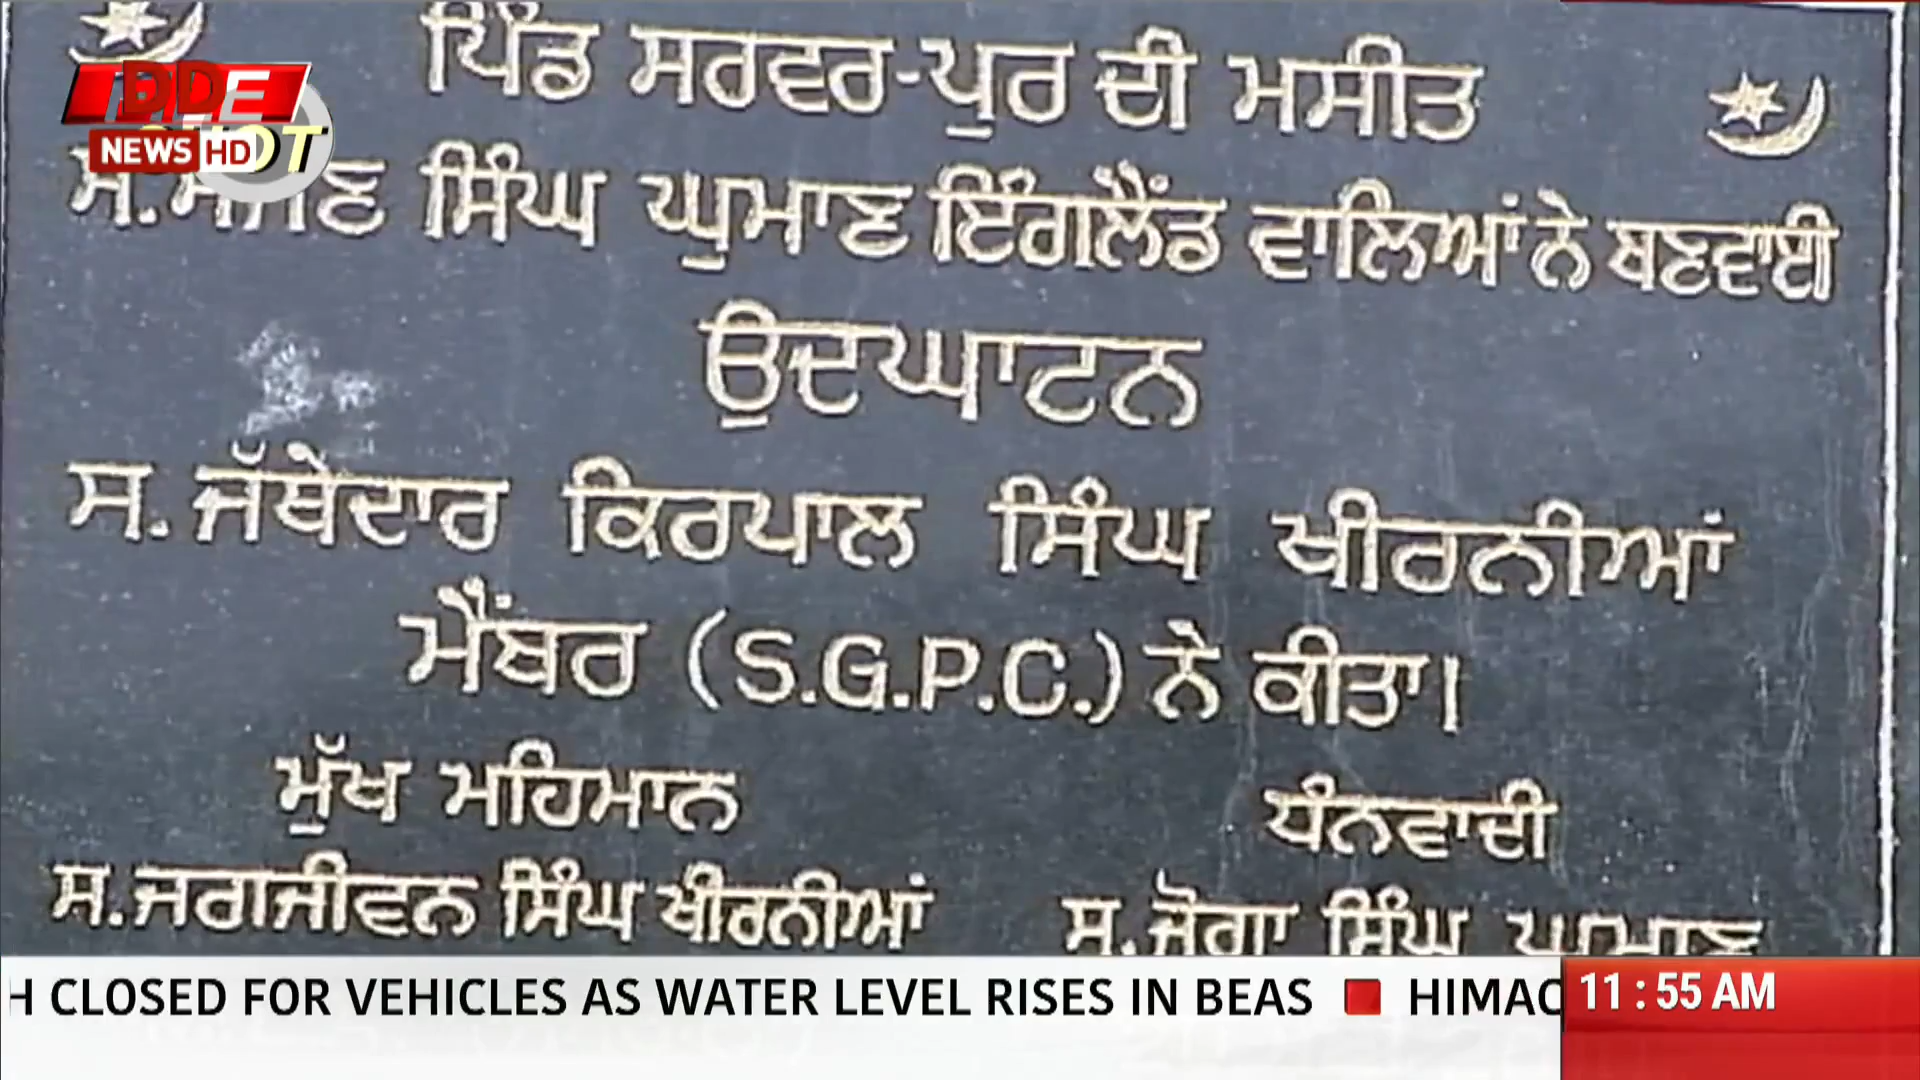 ਪਿੰਡ ਸਰਵਰ-ਪੁਰ ਦੀ ਮਸੀਤ
ਸ. ਸਿੰਘ ਘੁਮਾਣ ਇੰਗਲੈਂਡ ਵਾਲਿਆਂ ਨੇ ਬਣਵਾਈ
ਉਦਘਾਟਨ
ਸ. ਜੱਥੇਦਾਰ ਕਿਰਪਾਲ ਸਿੰਘ ਖੀਰਨੀਆਂ
ਮੈਂਬਰ (S.G.P.C.) ਨੇ ਕੀਤਾ।
ਮੁੱਖ ਮਹਿਮਾਨ
ਸ. ਜਗਜੀਵਨ ਸਿੰਘ ਖੀਰਨੀਆਂ
ਧੰਨਵਾਦੀ
ਸ. ਜੋਗਾ ਸਿੰਘ ਘੁਮਾਣ
NEWS HD
H CLOSED FOR VEHICLES AS WATER LEVEL RISES IN BEAS ■ HIMAC
11:55 AM